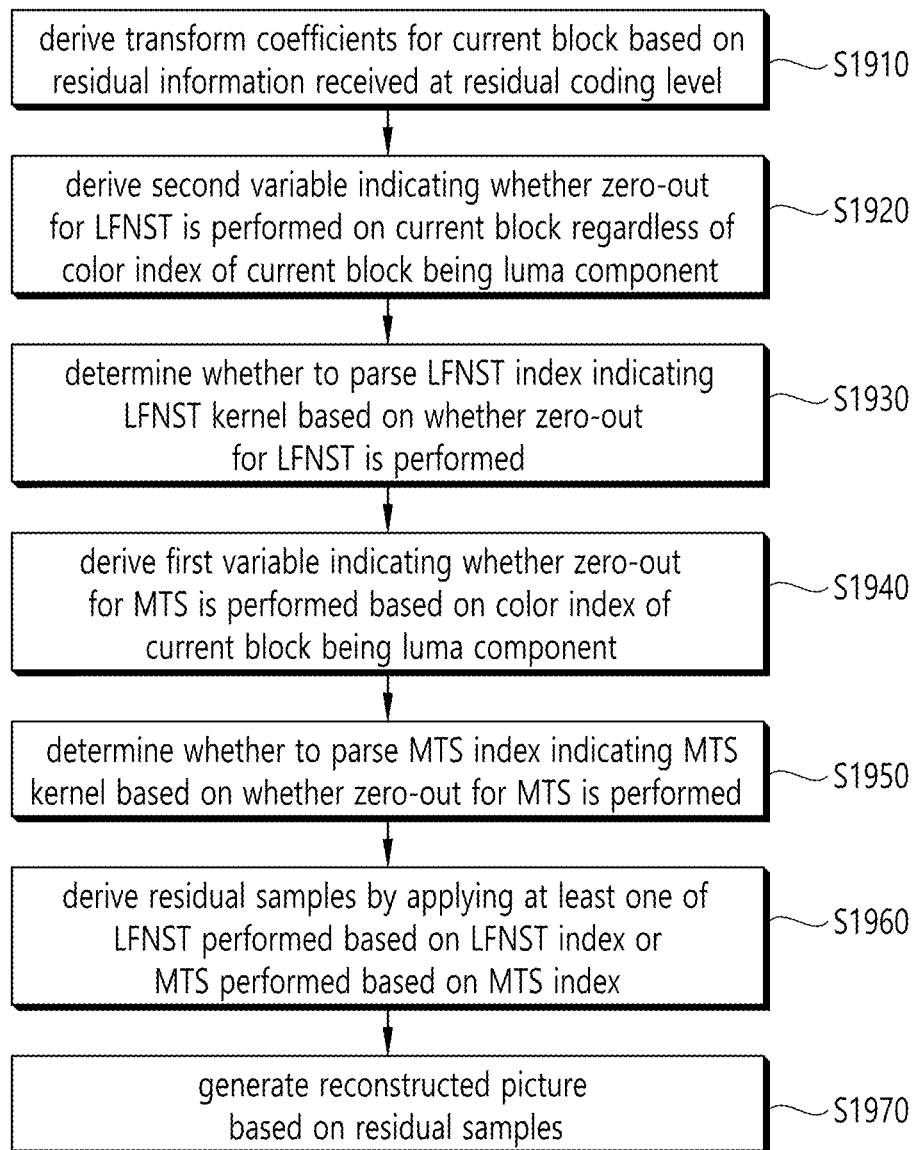 derive transform coefficients for current block based on
residual information received at residual coding level
S1910
derive second variable indicating whether zero-out
for LFNST is performed on current block regardless of
color index of current block being luma component
S1920
determine whether to parse LFNST index indicating
LFNST kernel based on whether zero-out
for LFNST is performed
S1930
derive first variable indicating whether zero-out
for MTS is performed based on color index of
current block being luma component
S1940
determine whether to parse MTS index indicating MTS
kernel based on whether zero-out for MTS is performed
S1950
derive residual samples by applying at least one of
LFNST performed based on LFNST index or
MTS performed based on MTS index
S1960
generate reconstructed picture
based on residual samples
S1970